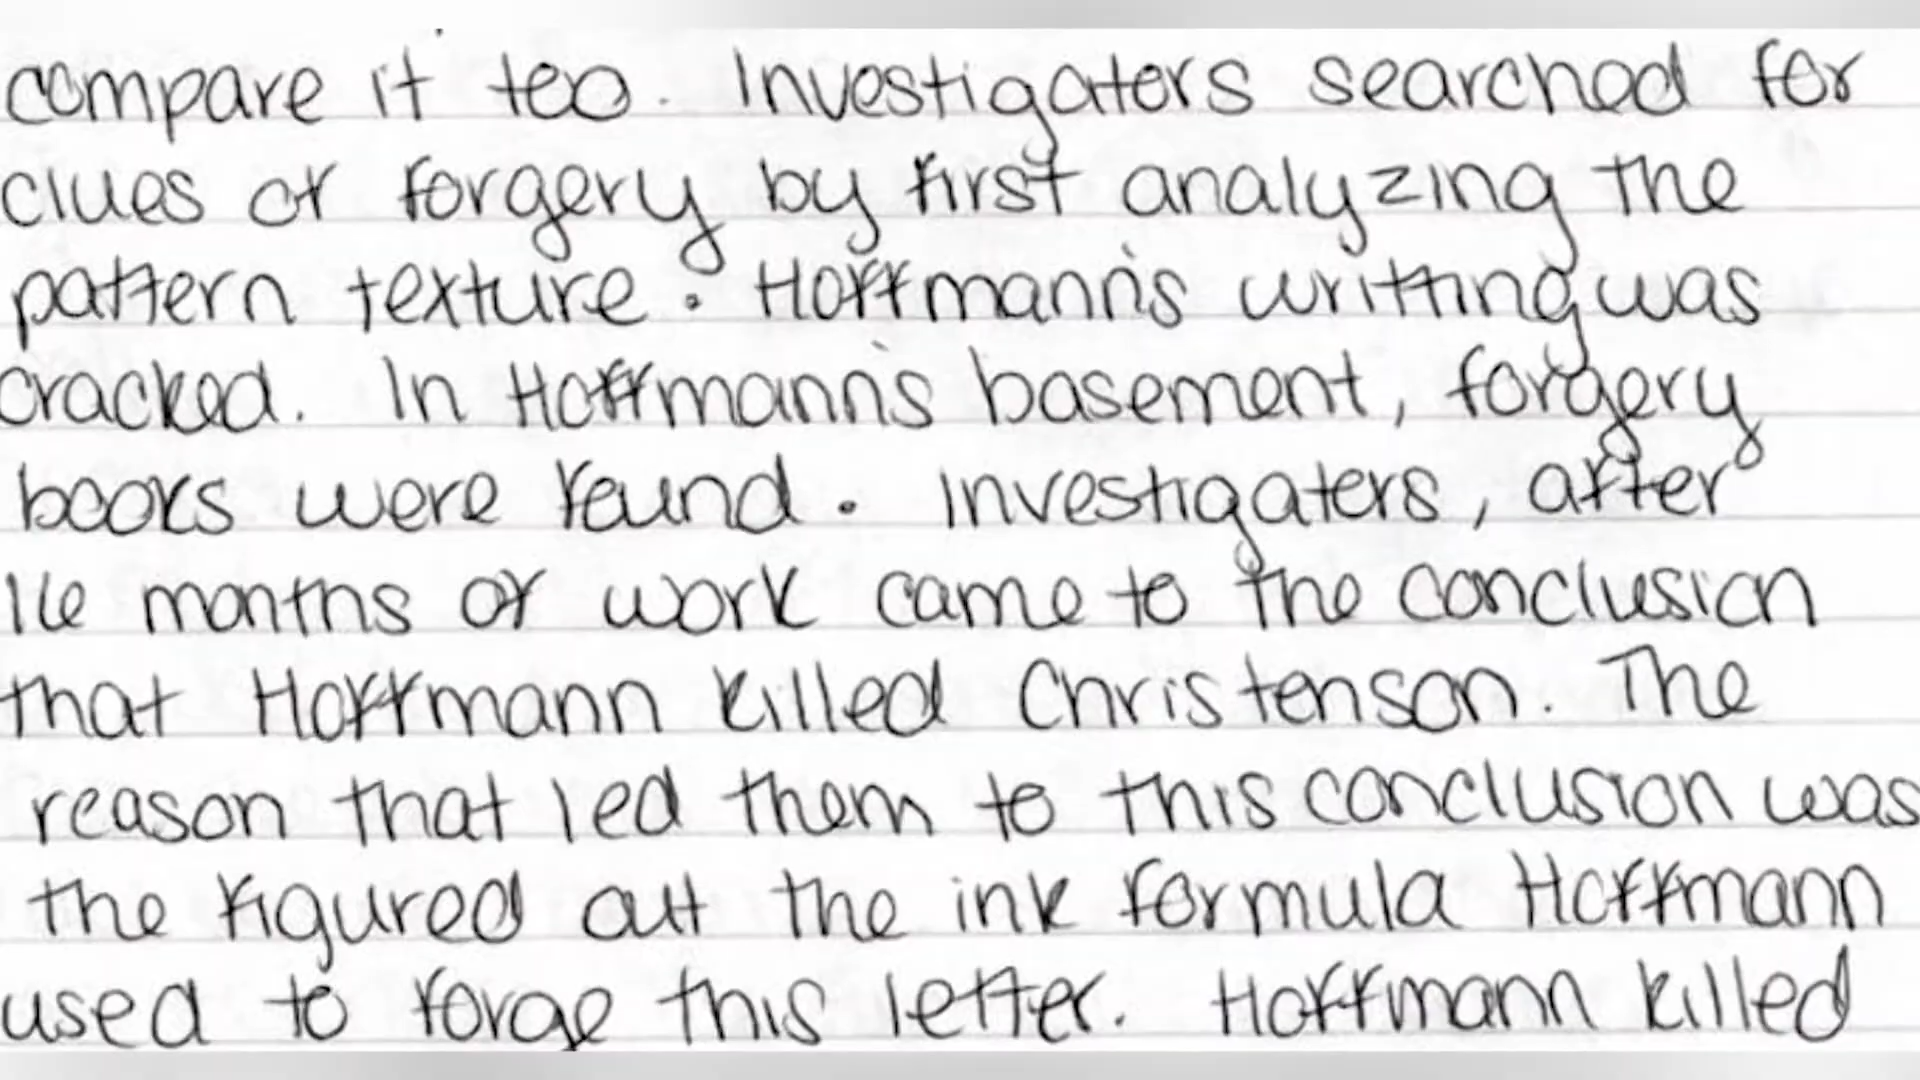 compare it too. Investigators searched for
clues of forgery by first analyzing the
pattern texture. Hoffmann's writting was
cracked. In Hoffmann's basement, forgery
books were found. Investigaters, after
16 months of work came to the conclusion
that Hoffmann killed Christenson. The
reason that led them to this conclusion was
the figured out the ink formula Hoffmann
used to forge this letter. Hoffmann killed